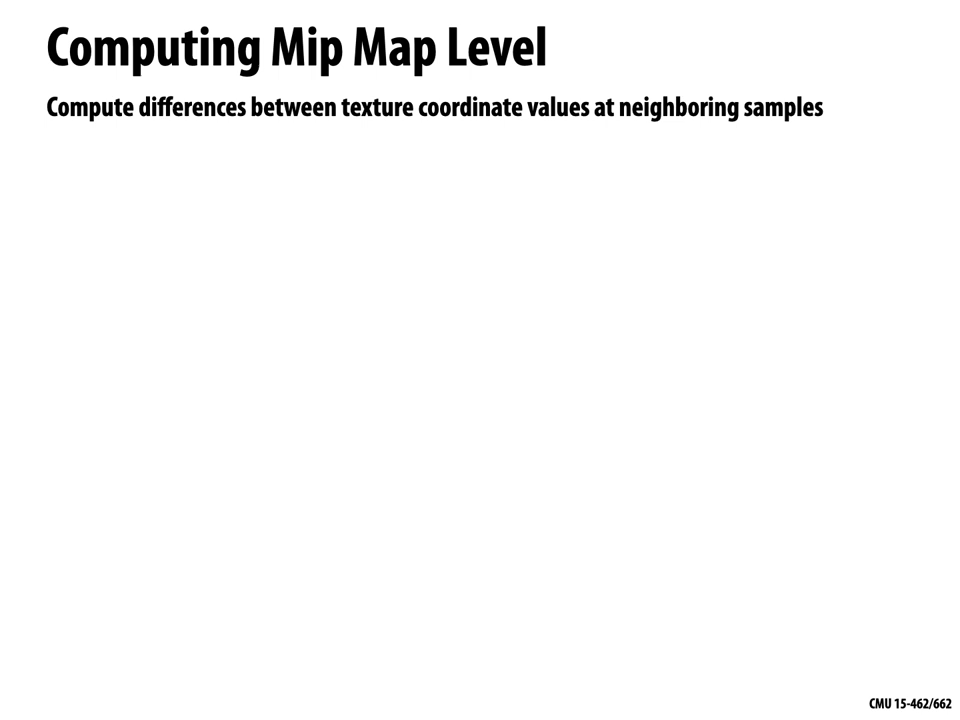 Computing Mip Map Level
Compute differences between texture coordinate values at neighboring samples
CMU 15-462/662